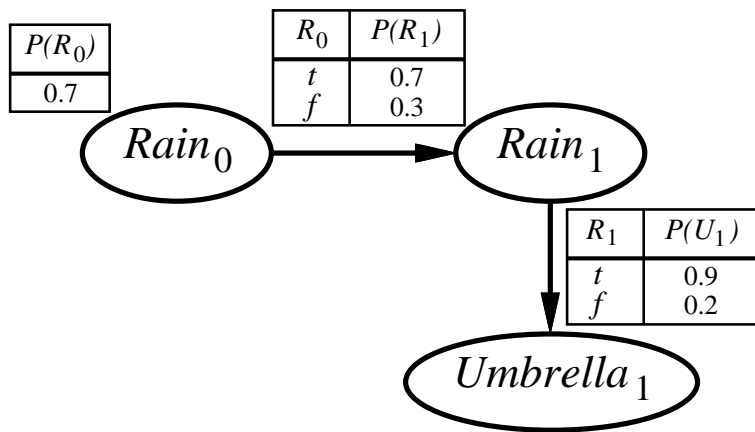 P(R₀)
0.7
R₀ P(R₁)
t 0.7
f 0.3
Rain₀
Rain₁
R₁ P(U₁)
t 0.9
f 0.2
Umbrella₁